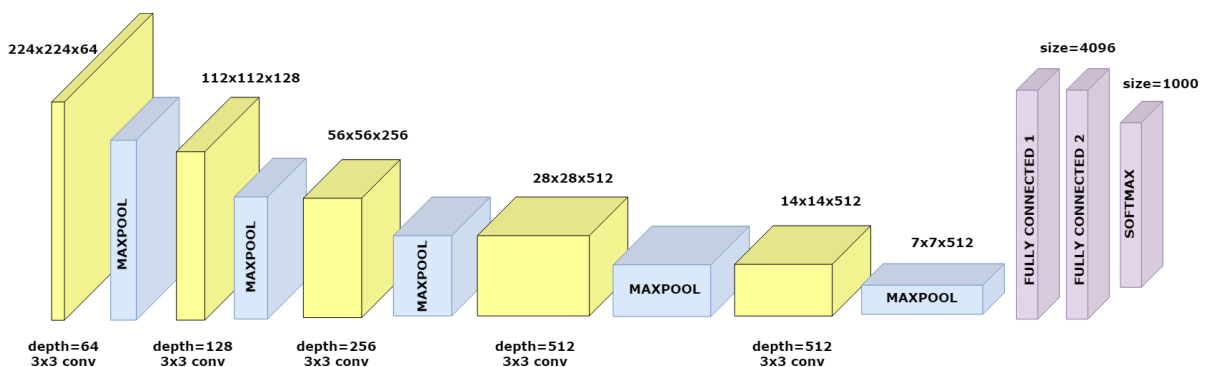 224x224x64
112x112x128
56x56x256
28x28x512
14x14x512
7x7x512
size=4096
size=1000
MAXPOOL
MAXPOOL
MAXPOOL
MAXPOOL
MAXPOOL
FULLY CONNECTED 1
FULLY CONNECTED 2
SOFTMAX
depth=64
3x3 conv
depth=128
3x3 conv
depth=256
3x3 conv
depth=512
3x3 conv
depth=512
3x3 conv